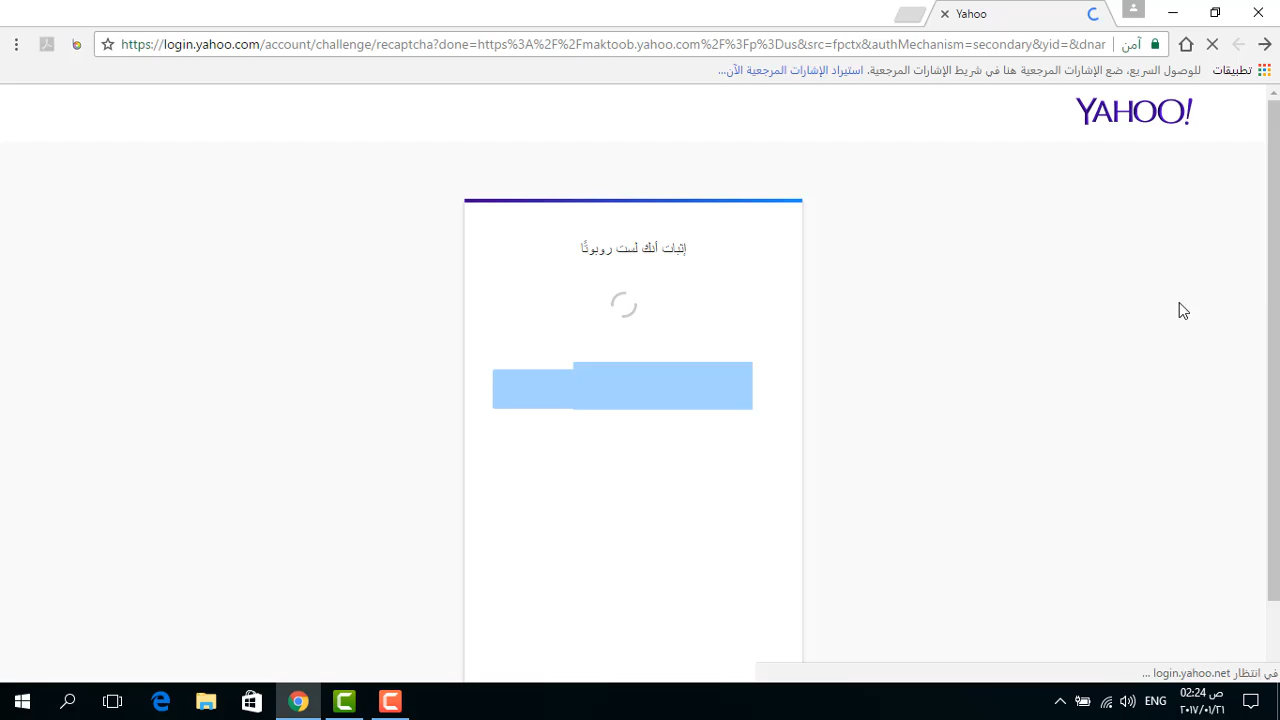 Yahoo
https://login.yahoo.com/account/challenge/recaptcha?done=https%3A%2F%2Fmaktoob.yahoo.com%2F%3Fp%3Dus&src=fpctx&authMechanism=secondary&yid=&dnar
آمن
تطبيقات
للوصول السريع، ضع الإشارات المرجعية هنا في شريط الإشارات المرجعية. استيراد الإشارات المرجعية الآن...
YAHOO!
إثبات أنك لست روبوتًا
في انتظار login.yahoo.net ...
ENG
02:24 ص
٢٠١٧/٠١/٢١